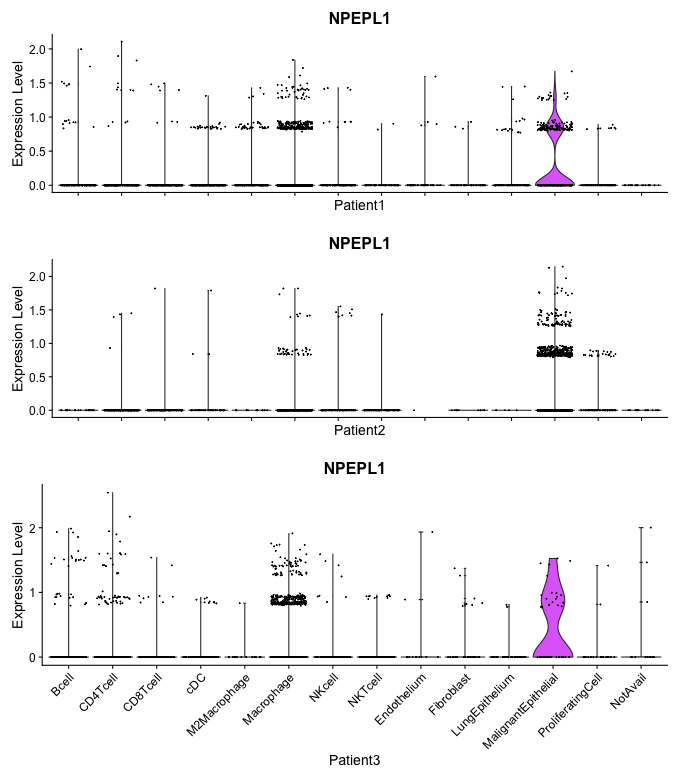 NPEPL1
Expression Level
2.0
1.5
1.0
0.5
0.0
Patient1
NPEPL1
Expression Level
2.0
1.5
1.0
0.5
0.0
Patient2
NPEPL1
Expression Level
2
1
0
Bcell
CD4Tcell
CD8Tcell
cDC
M2Macrophage
Macrophage
NKcell
NKTcell
Endothelium
Fibroblast
LungEpithelium
MalignantEpithelial
ProliferatingCell
NotAvail
Patient3